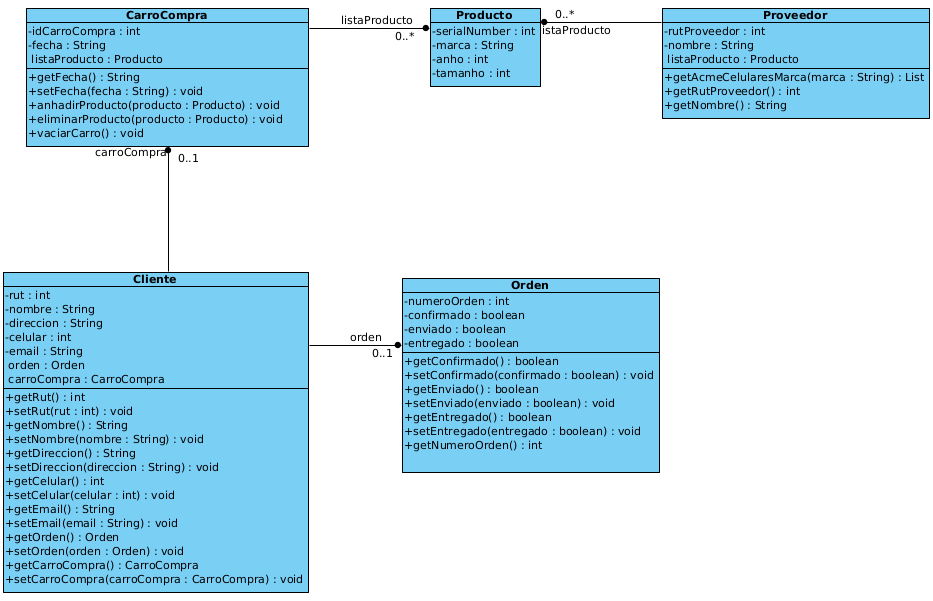 CarroCompra
-idCarroCompra : int
-fecha : String
listaProducto : Producto
+getFecha() : String
+setFecha(fecha : String) : void
+anhadirProducto(producto : Producto) : void
+eliminarProducto(producto : Producto) : void
+vaciarCarro() : void
listaProducto
0..*
Producto
-serialNumber : int
-marca : String
-anho : int
-tamanho : int
0..*
istaProducto
Proveedor
-rutProveedor : int
-nombre : String
listaProducto : Producto
+getAcmeCelularesMarca(marca : String) : List
+getRutProveedor() : int
+getNombre() : String
carroCompra
0..1
Cliente
-rut : int
-nombre : String
-direccion : String
-celular : int
-email : String
orden : Orden
carroCompra : CarroCompra
+getRut() : int
+setRut(rut : int) : void
+getNombre() : String
+setNombre(nombre : String) : void
+getDireccion() : String
+setDireccion(direccion : String) : void
+getCelular() : int
+setCelular(celular : int) : void
+getEmail() : String
+setEmail(email : String) : void
+getOrden() : Orden
+setOrden(orden : Orden) : void
+getCarroCompra() : CarroCompra
+setCarroCompra(carroCompra : CarroCompra) : void
orden
0..1
Orden
-numeroOrden : int
-confirmado : boolean
-enviado : boolean
-entregado : boolean
+getConfirmado() : boolean
+setConfirmado(confirmado : boolean) : void
+getEnviado() : boolean
+setEnviado(enviado : boolean) : void
+getEntregado() : boolean
+setEntregado(entregado : boolean) : void
+getNumeroOrden() : int